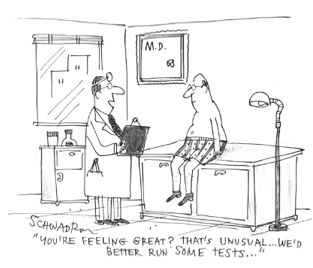 M.D.
SCHWADRON
"YOU'RE FEELING GREAT? THAT'S UNUSUAL...WE'D
BETTER RUN SOME TESTS..."